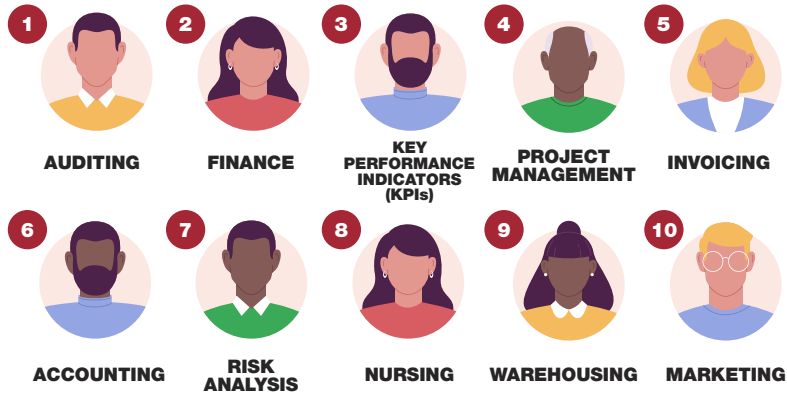 1
AUDITING
2
FINANCE
3
KEY
PERFORMANCE
INDICATORS
(KPIs)
4
PROJECT
MANAGEMENT
5
INVOICING
6
ACCOUNTING
7
RISK
ANALYSIS
8
NURSING
9
WAREHOUSING
10
MARKETING